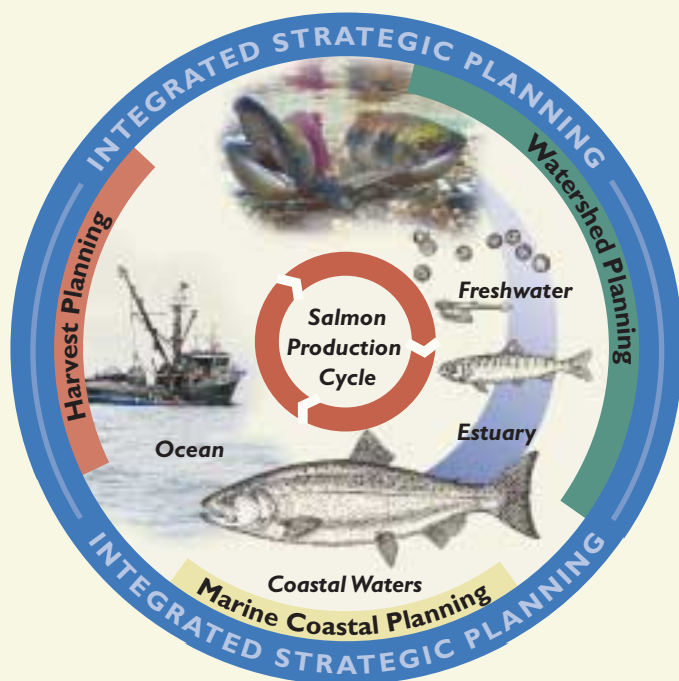 INTEGRATED STRATEGIC PLANNING
Watershed Planning
Harvest Planning
Freshwater
Salmon
Production
Cycle
Estuary
Ocean
Coastal Waters
Marine Coastal Planning
INTEGRATED STRATEGIC PLANNING